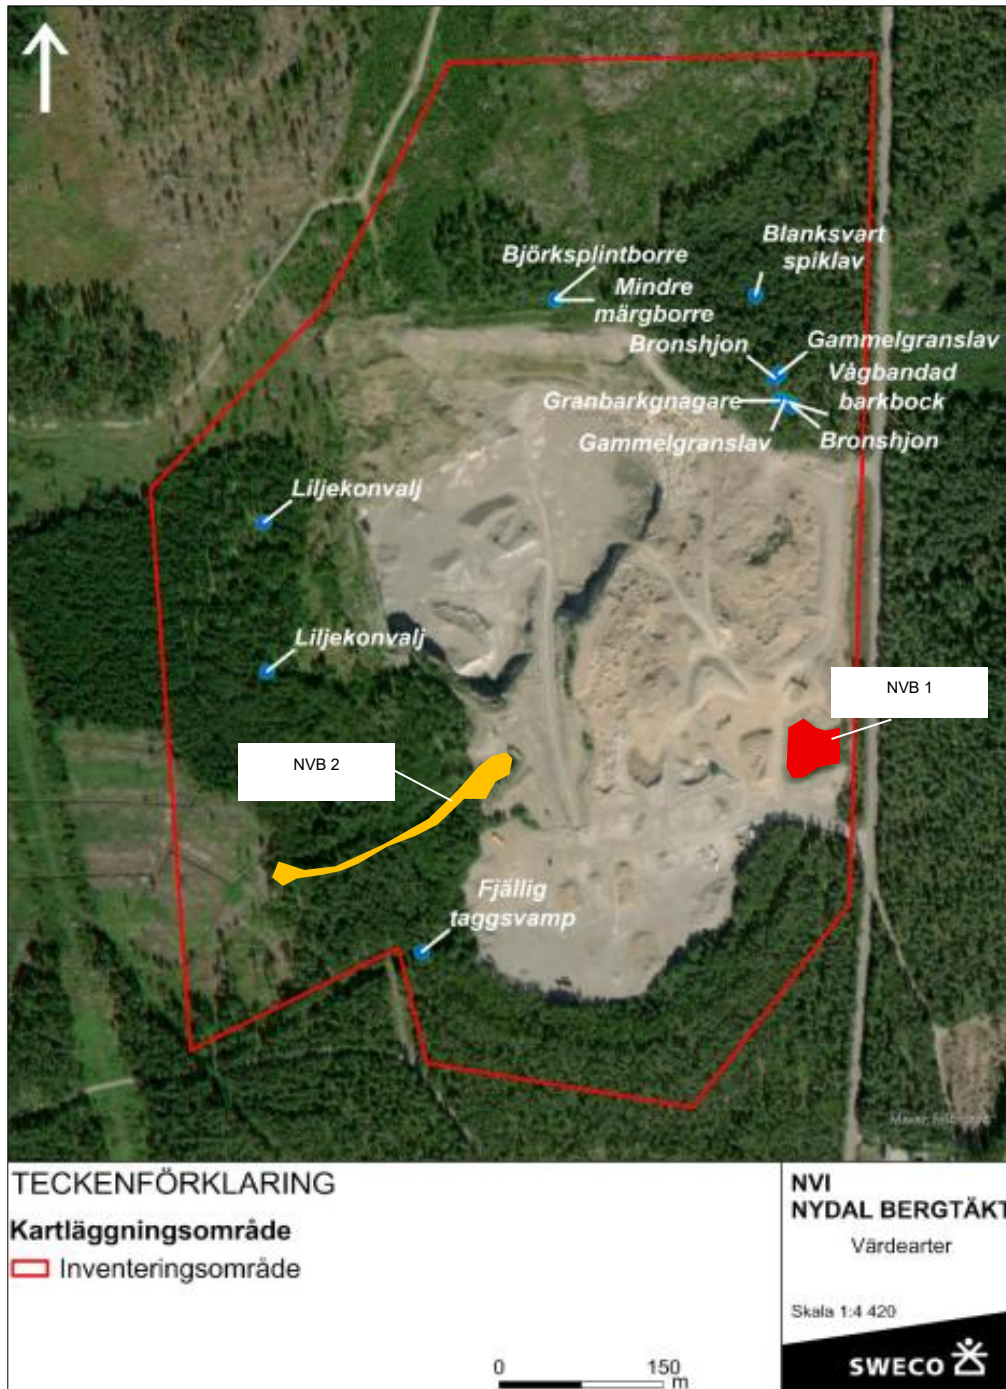 Blanksvart
spiklav
Björksplintborre
Mindre
märgborre
Bronshjon
Gammelgranslav
Vågbandad
barkbock
Granbarkgnagare
Gammelgranslav
Bronshjon
Liljekonvalj
Liljekonvalj
NVB 1
NVB 2
Fjällig
taggsvamp
TECKENFÖRKLARING
Kartläggningsområde
Inventeringsområde
0 150
m
NVI
NYDAL BERGTÄKT
Värdearter
Skala 1:4 420
SWECO